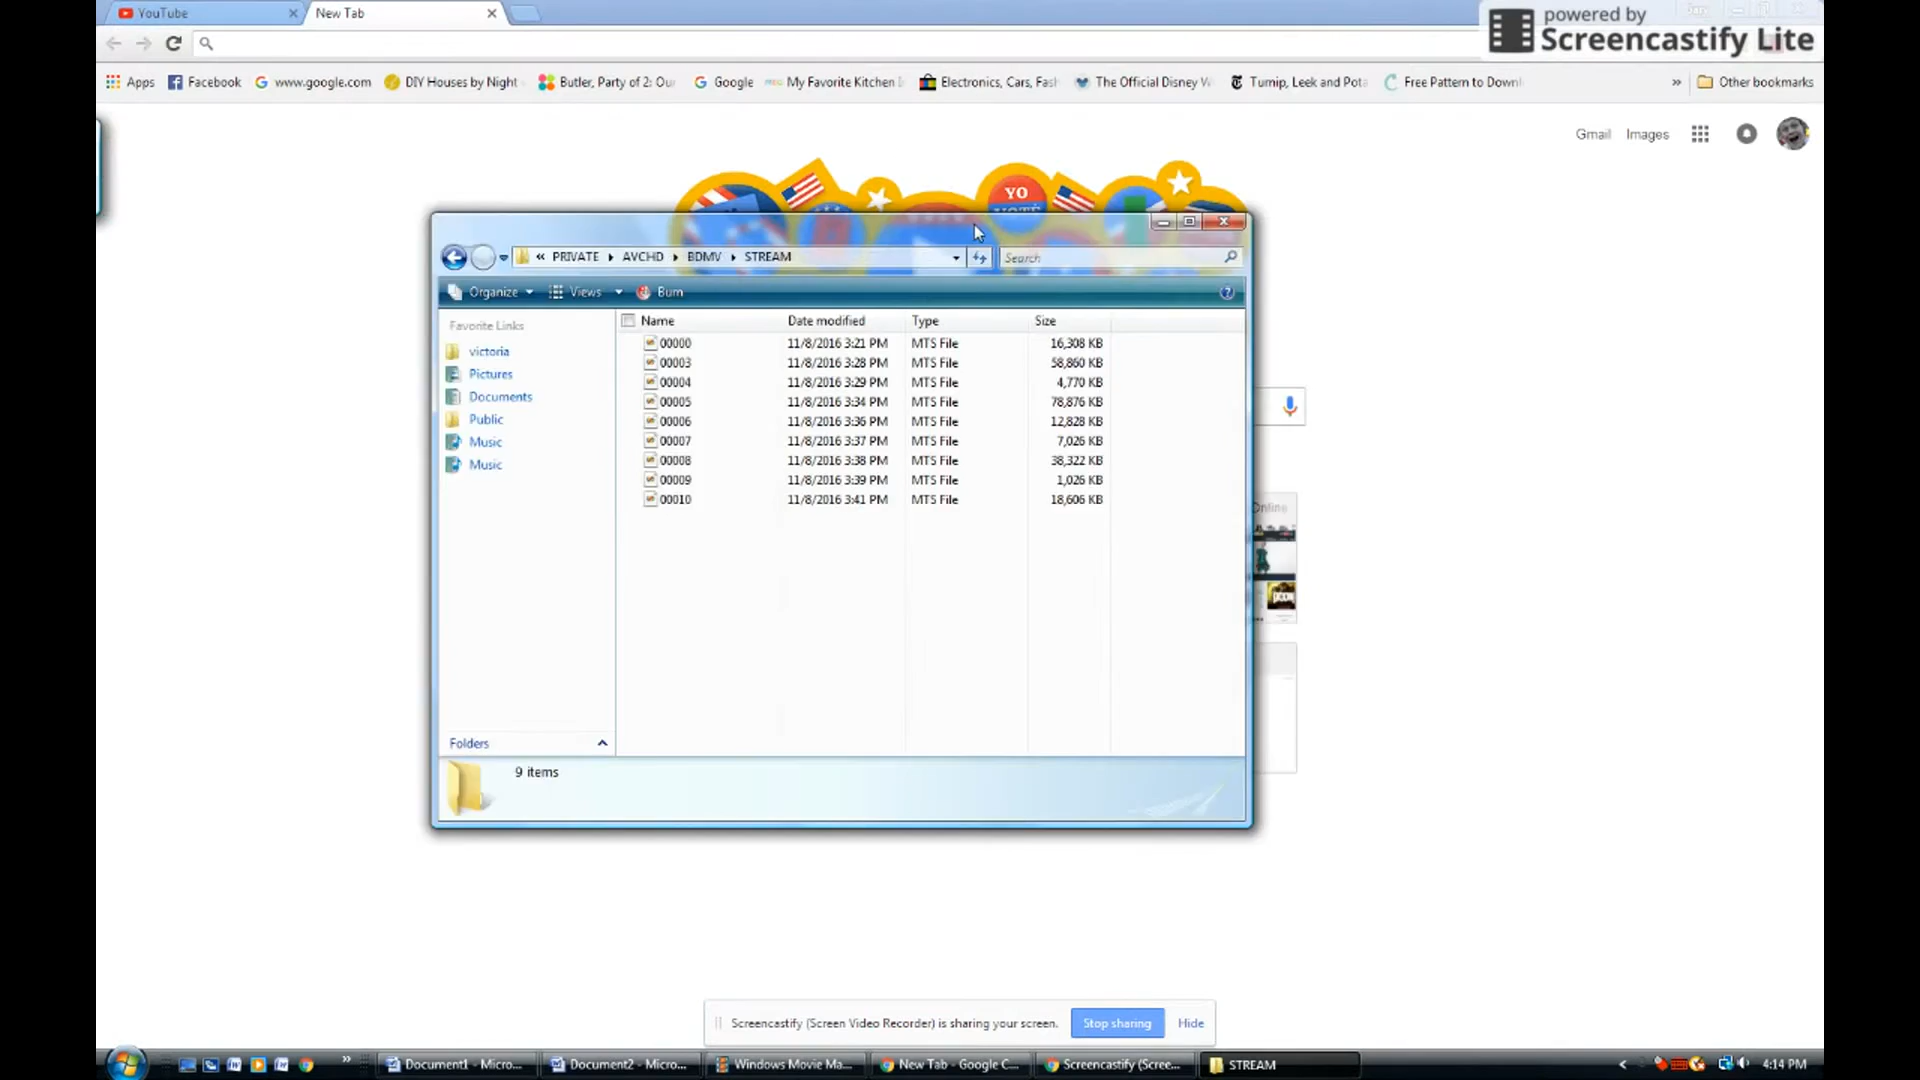 YouTube
New Tab
powered by
Screencastify Lite
Apps
Facebook
www.google.com
DIY Houses by Night
Butler, Party of 2: Our
Google
My Favorite Kitchen
Electronics, Cars, Fash
The Official Disney W
Turnip, Leek and Pota
Free Pattern to Downl
»
Other bookmarks
Gmail
Images
YO
« PRIVATE AVCHD BDMV STREAM
Search
Organize
Views
Burn
Favorite Links
victoria
Pictures
Documents
Public
Music
Music
Folders
Name Date modified Type Size
00000 11/8/2016 3:21 PM MTS File 16,308 KB
00003 11/8/2016 3:28 PM MTS File 58,860 KB
00004 11/8/2016 3:29 PM MTS File 4,770 KB
00005 11/8/2016 3:34 PM MTS File 78,876 KB
00006 11/8/2016 3:36 PM MTS File 12,828 KB
00007 11/8/2016 3:37 PM MTS File 7,026 KB
00008 11/8/2016 3:38 PM MTS File 38,322 KB
00009 11/8/2016 3:39 PM MTS File 1,026 KB
00010 11/8/2016 3:41 PM MTS File 18,606 KB
9 items
Online
DOOM
Screencastify (Screen Video Recorder) is sharing your screen.
Stop sharing
Hide
»
Document1 - Micro...
Document2 - Micro...
Windows Movie Ma...
New Tab - Google C...
Screencastify (Scree...
STREAM
4:14 PM